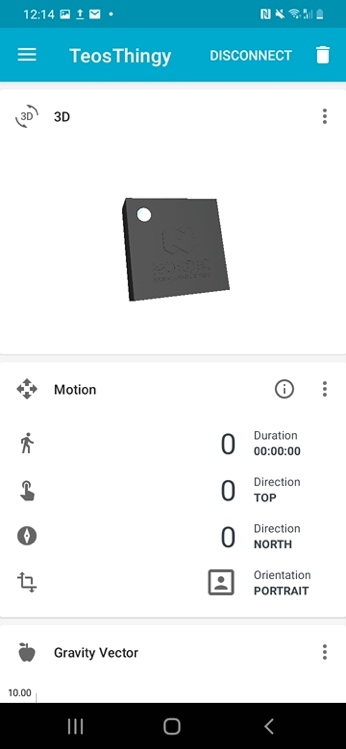 12:14
TeosThingy DISCONNECT
3D 3D
Motion
0 Duration
00:00:00
0 Direction
TOP
0 Direction
NORTH
Orientation
PORTRAIT
Gravity Vector
10.00